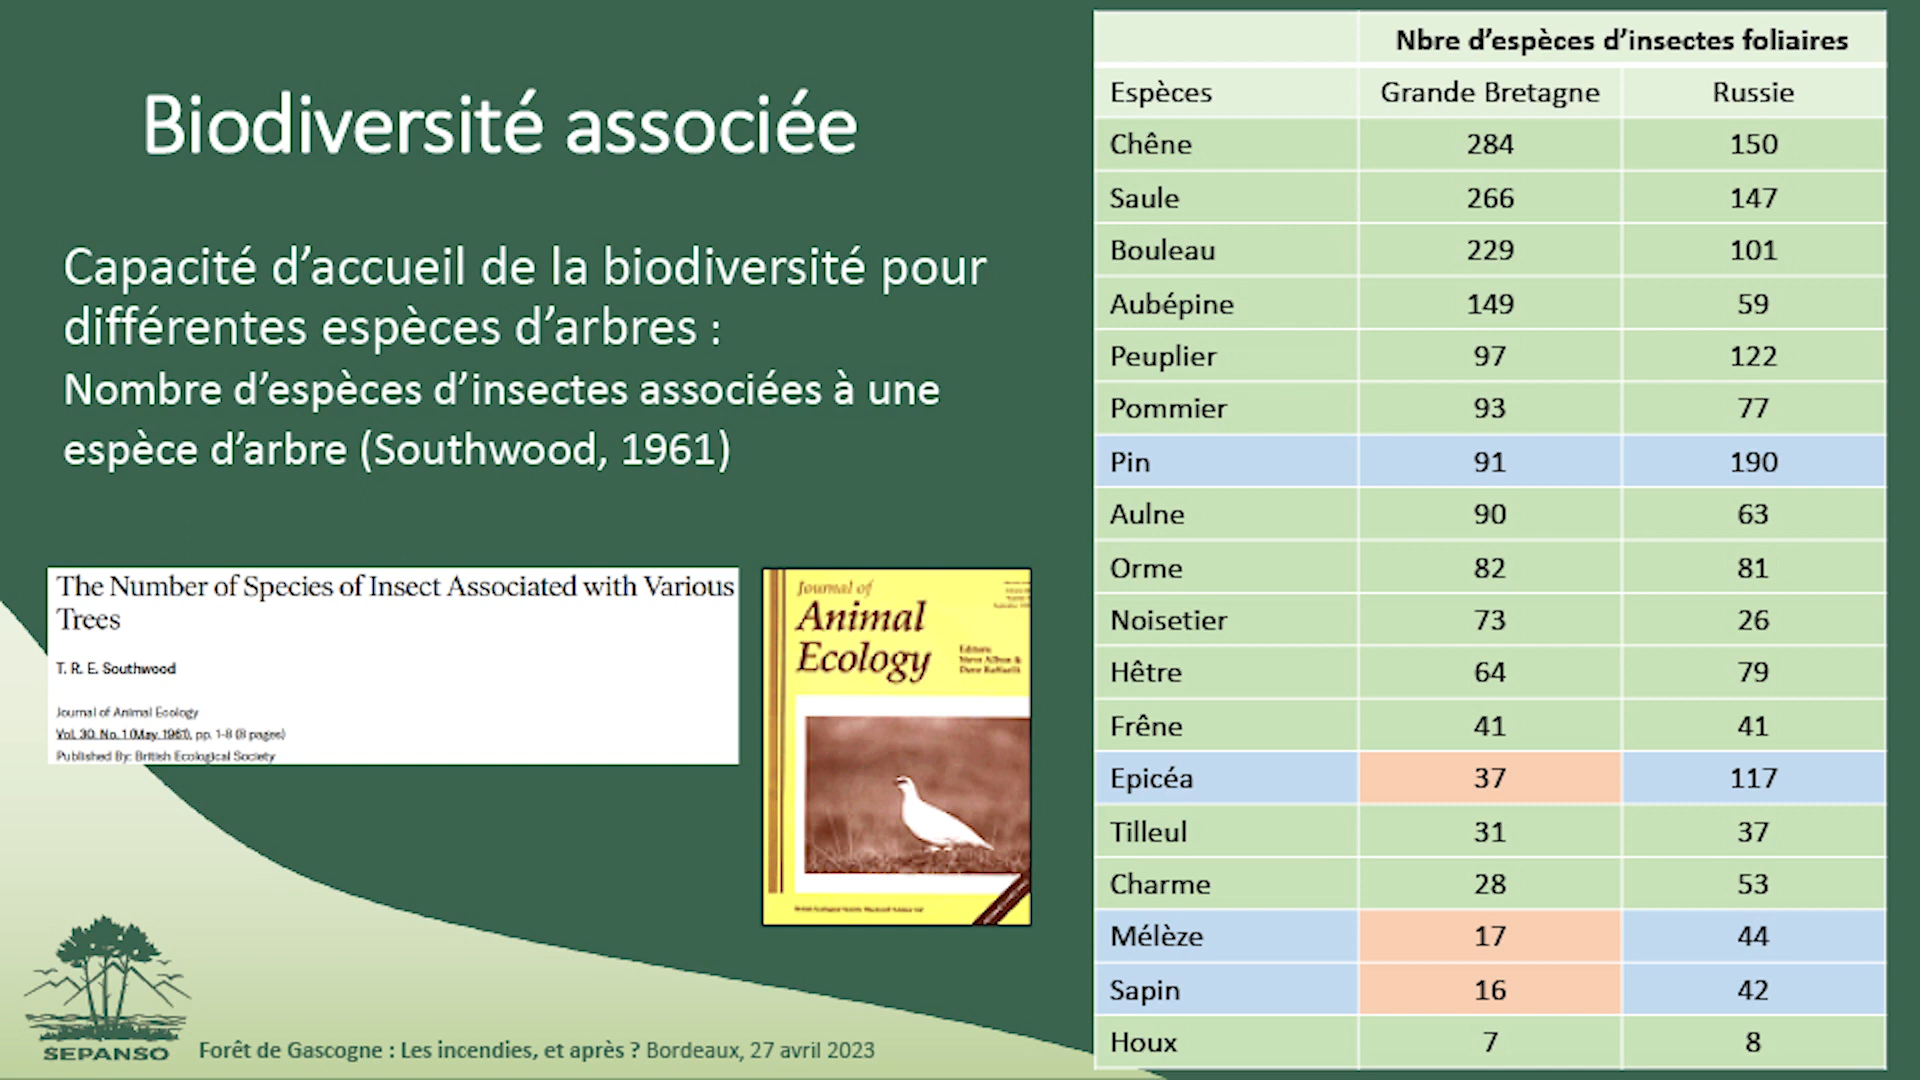 Biodiversité associée
Capacité d'accueil de la biodiversité pour
différentes espèces d'arbres :
Nombre d'espèces d'insectes associées à une
espèce d'arbre (Southwood, 1961)
The Number of Species of Insect Associated with Various
Trees
T. R. E. Southwood
Journal of Animal Ecology
Vol. 30, No. 1 (May, 1961), pp. 1-8 (8 pages)
Published By: British Ecological Society
Journal of
Animal
Ecology
Editors
SEPANSO
Forêt de Gascogne : Les incendies, et après ? Bordeaux, 27 avril 2023
Nbre d'espèces d'insectes foliaires
Espèces Grande Bretagne Russie
Chêne 284 150
Saule 266 147
Bouleau 229 101
Aubépine 149 59
Peuplier 97 122
Pommier 93 77
Pin 91 190
Aulne 90 63
Orme 82 81
Noisetier 73 26
Hêtre 64 79
Frêne 41 41
Epicéa 37 117
Tilleul 31 37
Charme 28 53
Mélèze 17 44
Sapin 16 42
Houx 7 8